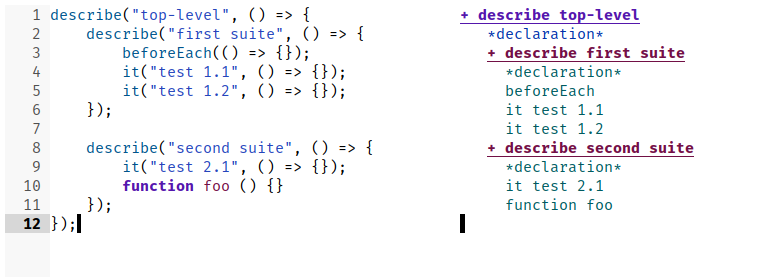 1 describe("top-level", () => {
2 describe("first suite", () => {
3 beforeEach(() => {});
4 it("test 1.1", () => {});
5 it("test 1.2", () => {});
6 });
7
8 describe("second suite", () => {
9 it("test 2.1", () => {});
10 function foo () {}
11 });
12 });
+ describe top-level
*declaration*
+ describe first suite
*declaration*
beforeEach
it test 1.1
it test 1.2
+ describe second suite
*declaration*
it test 2.1
function foo